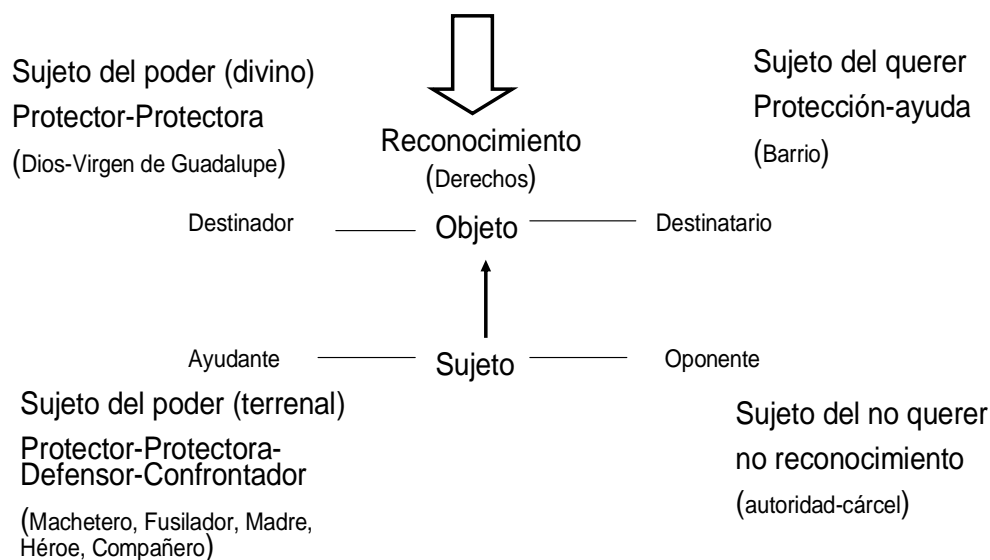 Sujeto del poder (divino)
Protector-Protectora
(Dios-Virgen de Guadalupe)
Reconocimiento
(Derechos)
Sujeto del querer
Protección-ayuda
(Barrio)
Destinador
Objeto
Destinatario
Ayudante
Sujeto
Oponente
Sujeto del poder (terrenal)
Protector-Protectora-
Defensor-Confrontador
(Machetero, Fusilador, Madre,
Héroe, Compañero)
Sujeto del no querer
no reconocimiento
(autoridad-cárcel)